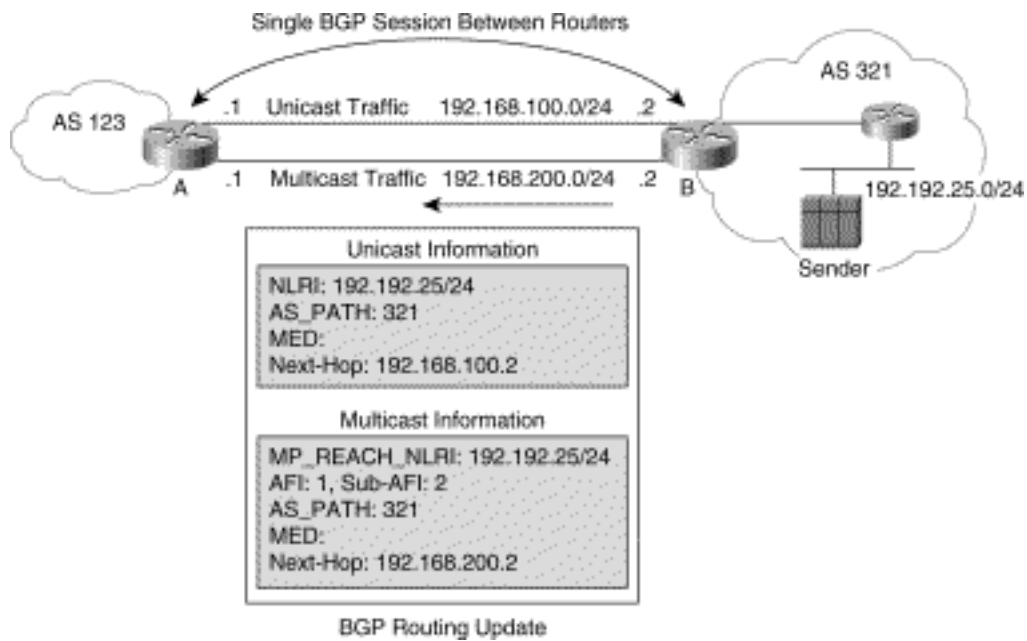 Single BGP Session Between Routers
AS 123
AS 321
.1 Unicast Traffic 192.168.100.0/24 .2
A
.1 Multicast Traffic 192.168.200.0/24 .2
B
192.192.25.0/24
Sender
Unicast Information
NLRI: 192.192.25/24
AS_PATH: 321
MED:
Next-Hop: 192.168.100.2
Multicast Information
MP_REACH_NLRI: 192.192.25/24
AFI: 1, Sub-AFI: 2
AS_PATH: 321
MED:
Next-Hop: 192.168.200.2
BGP Routing Update